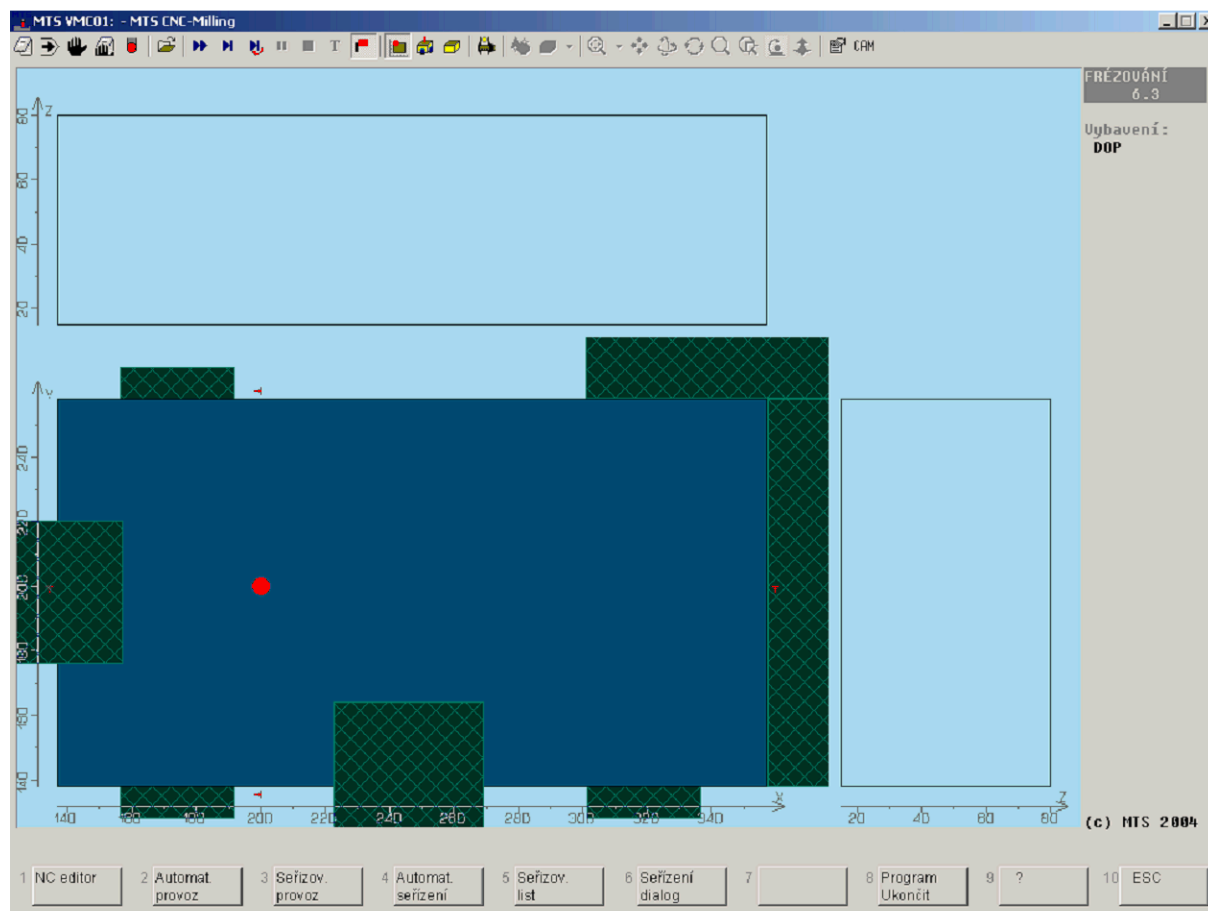 MTS VMC01: - MTS CNC-Milling
T
CAM
FRÉZOVÁNÍ
6.3
Vybavení:
DOP
Z
80
60
40
20
Y
240
220
200
180
160
140
X
Z
140 160 180 200 220 240 260 280 300 320 340
20 40 60 80
(c) MTS 2004
1 NC editor
2 Automat. provoz
3 Seřizov. provoz
4 Automat. seřízení
5 Seřizov. list
6 Seřízení dialog
7
8 Program Ukončit
9 ?
10 ESC